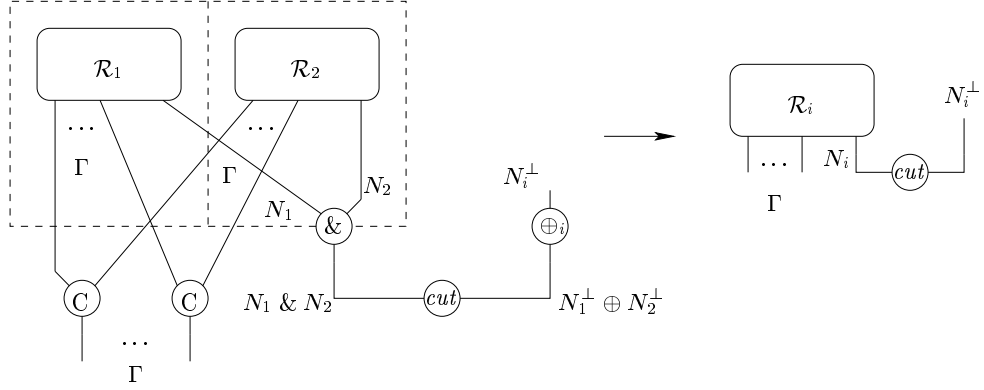 𝓡₁ 𝓡₂
... ...
Γ Γ
N₁ N₂
&
C C
N₁ & N₂ cut N₁^⊥ ⊕ N₂^⊥
N_i^⊥
⊕_i
...
Γ
𝓡_i N_i^⊥
... N_i cut
Γ